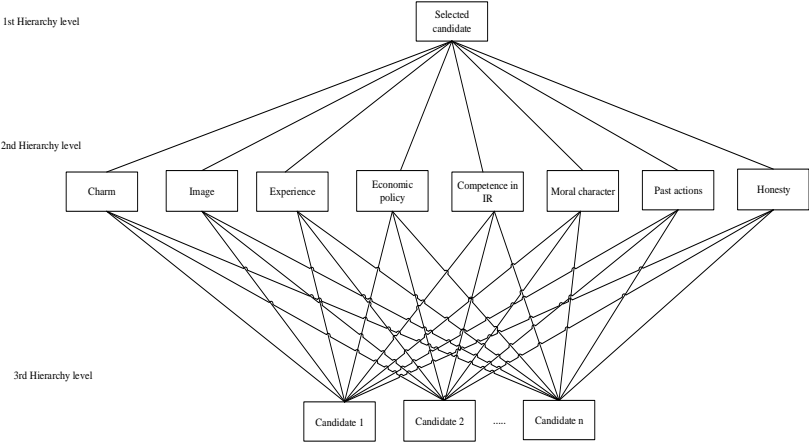 1st Hierarchy level
Selected
candidate
2nd Hierarchy level
Charm
Image
Experience
Economic
policy
Competence in
IR
Moral character
Past actions
Honesty
3rd Hierarchy level
Candidate 1
Candidate 2
.....
Candidate n